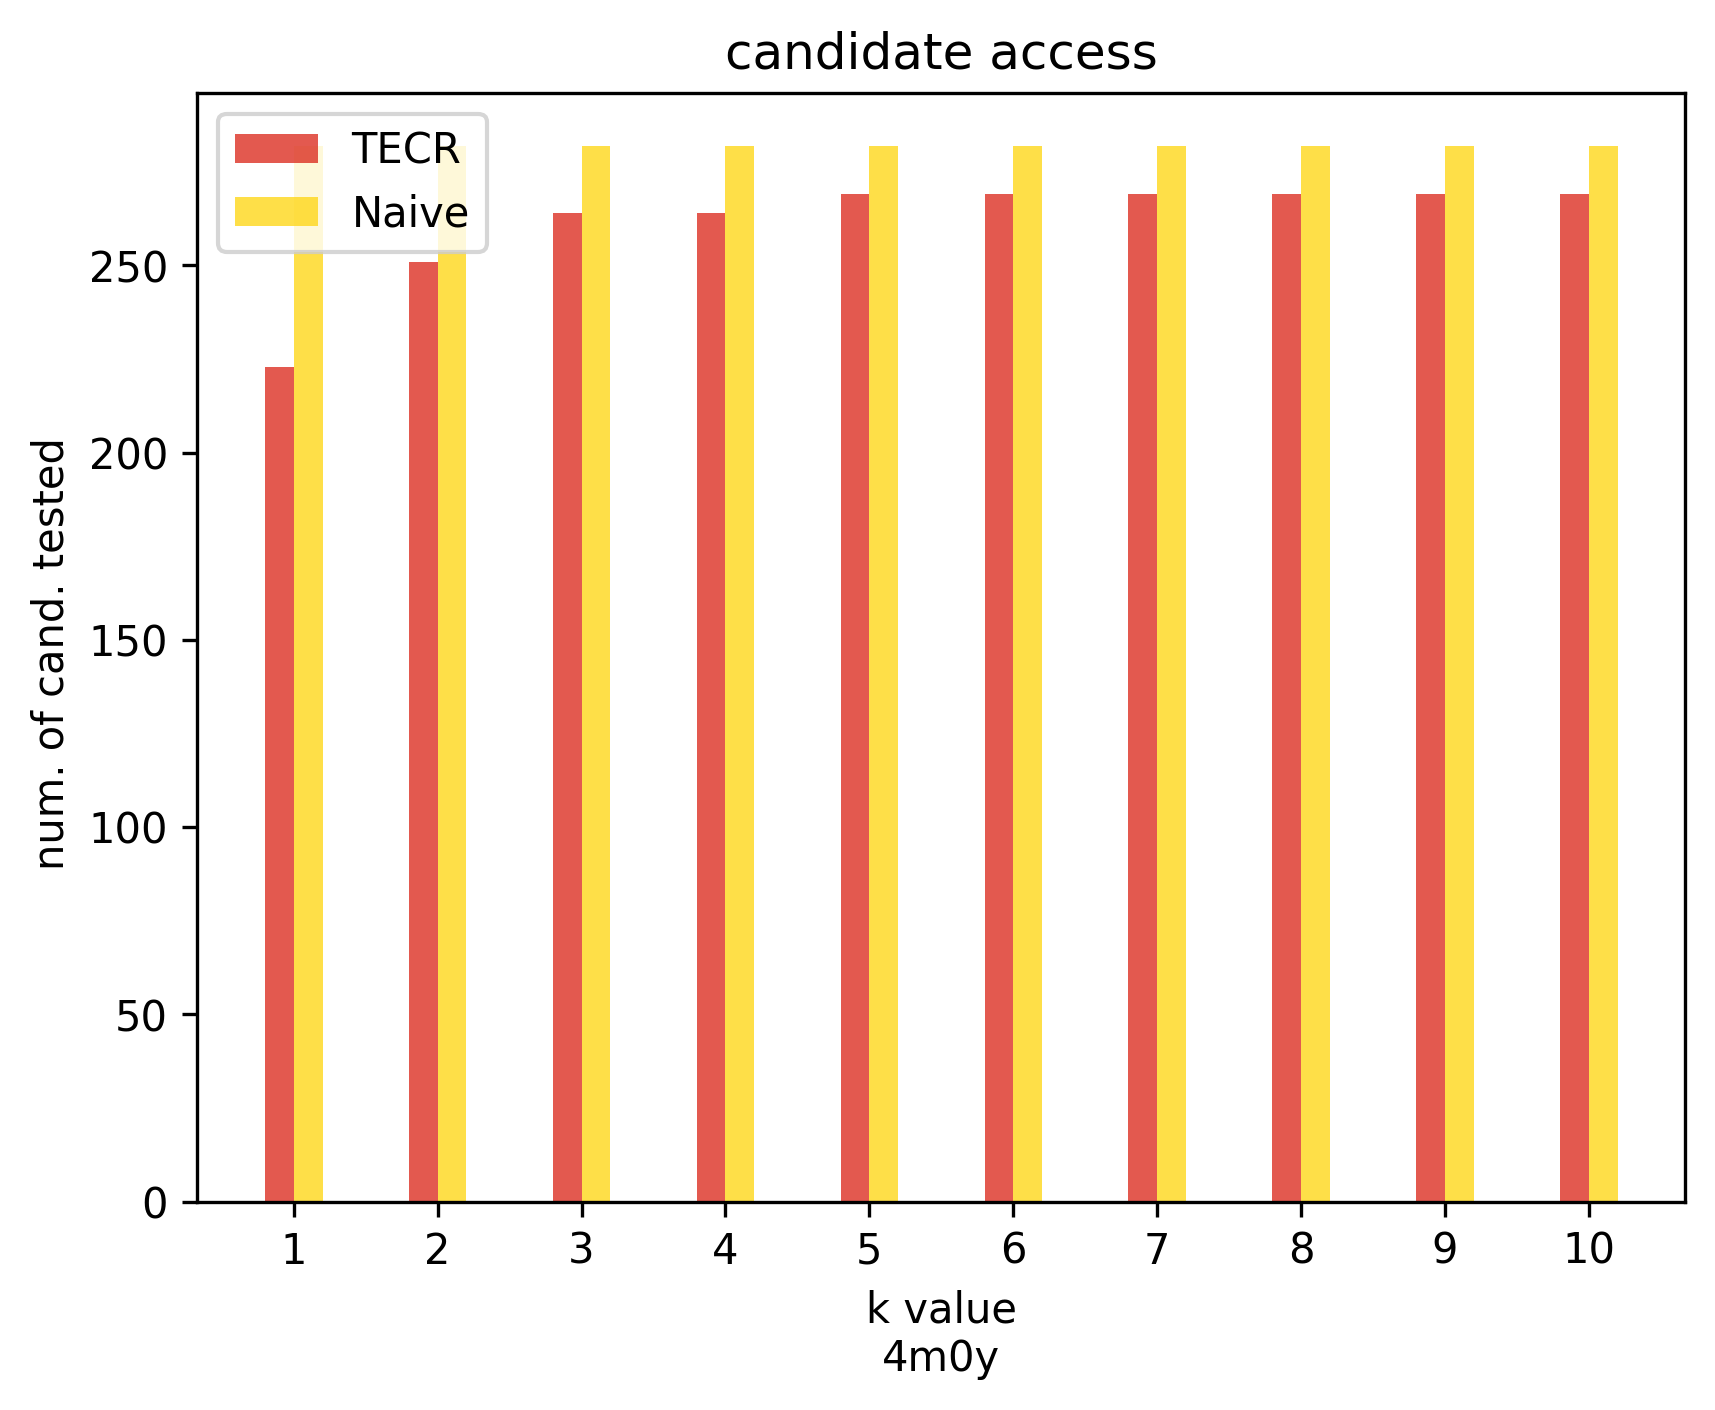 candidate access
TECR
Naive
num. of cand. tested
250
200
150
100
50
0
1 2 3 4 5 6 7 8 9 10
k value
4m0y